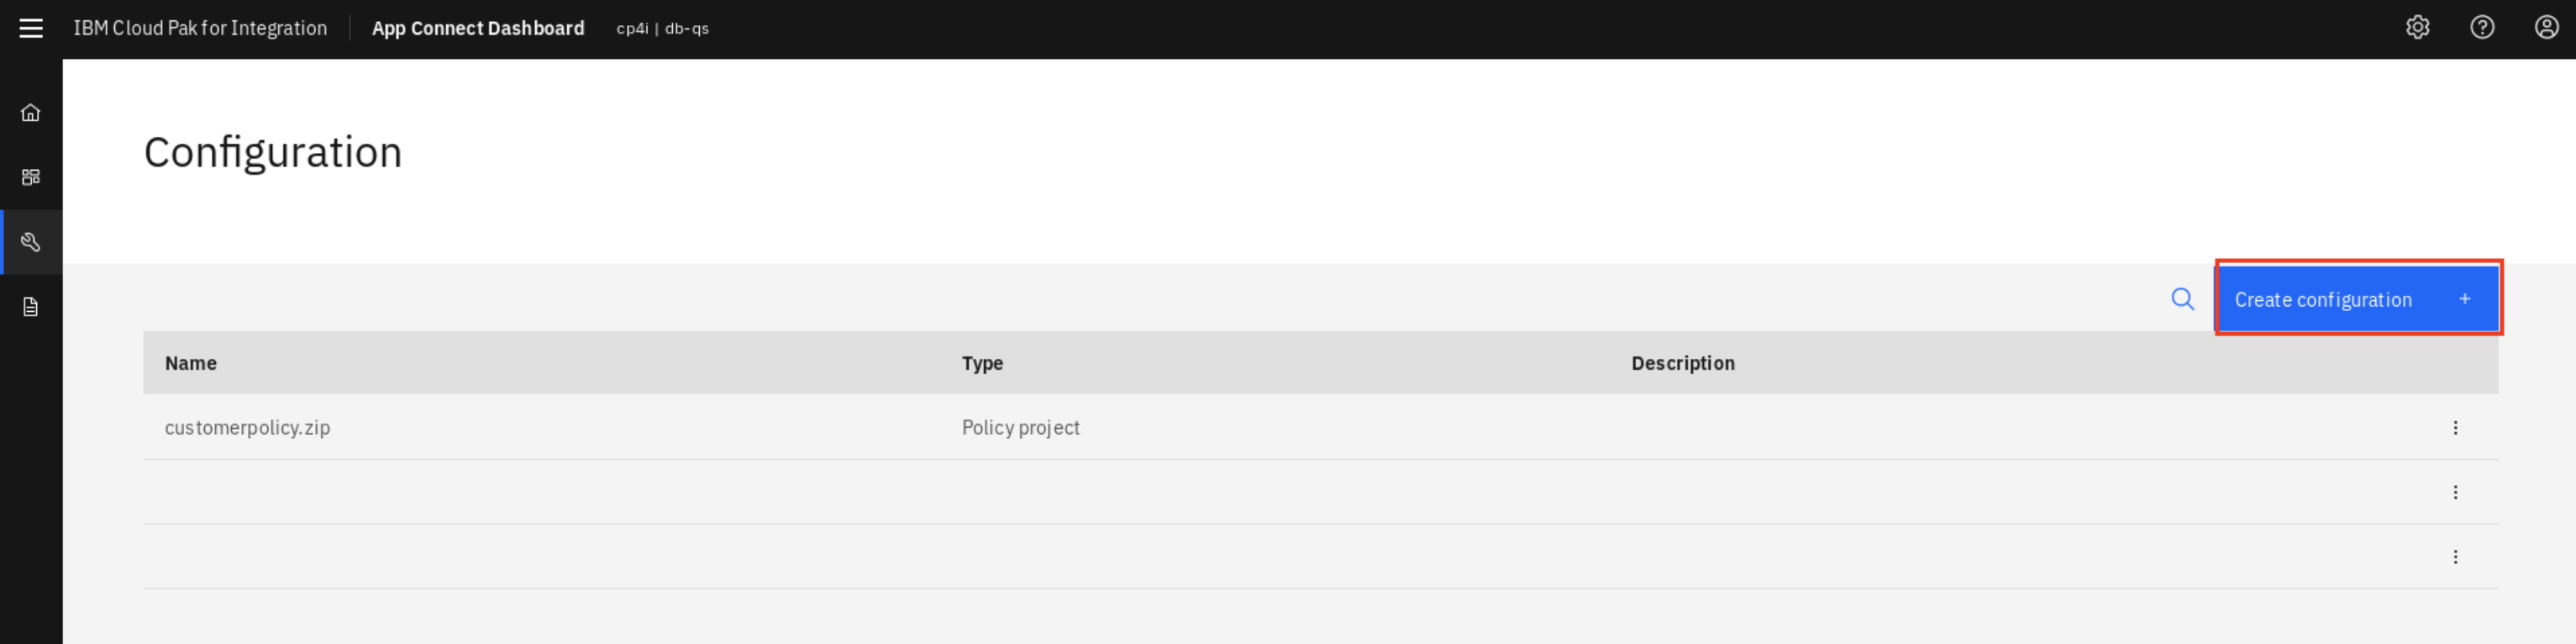 IBM Cloud Pak for Integration App Connect Dashboard cp4i | db-qs
Configuration
Create configuration +
Name Type Description
customerpolicy.zip Policy project